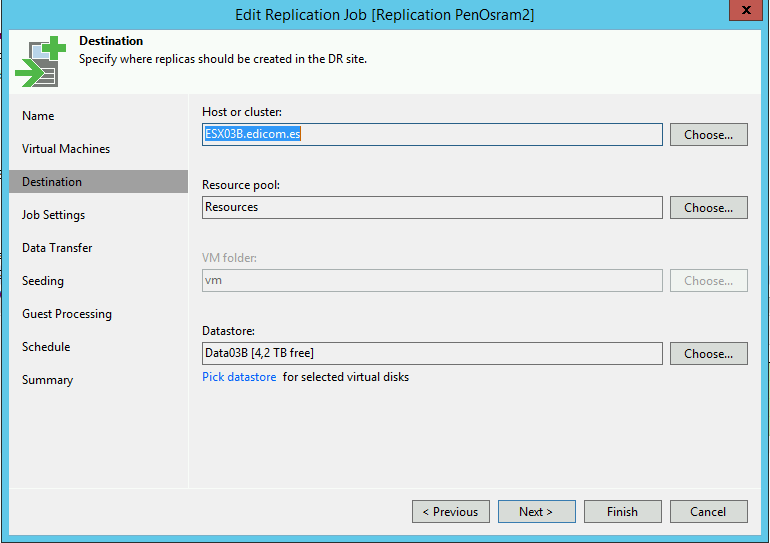 Edit Replication Job [Replication PenOsram2]
x
Destination
Specify where replicas should be created in the DR site.
Name
Virtual Machines
Destination
Job Settings
Data Transfer
Seeding
Guest Processing
Schedule
Summary
Host or cluster:
ESX03B.edicom.es
Choose...
Resource pool:
Resources
Choose...
VM folder:
vm
Choose...
Datastore:
Data03B [4,2 TB free]
Choose...
Pick datastore for selected virtual disks
< Previous
Next >
Finish
Cancel